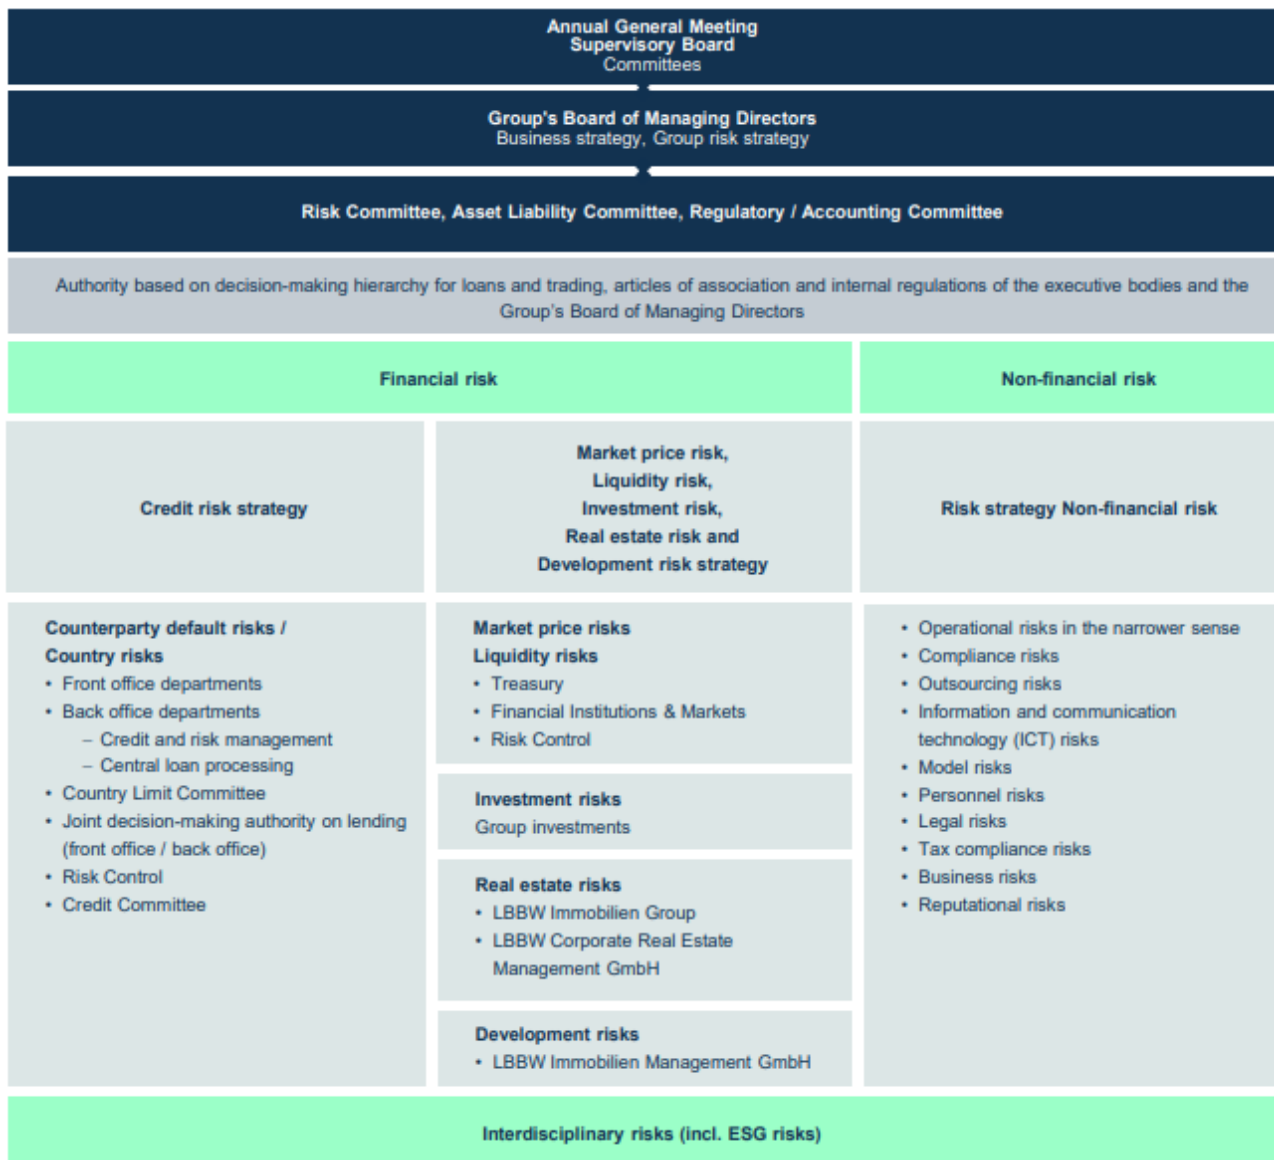 Annual General Meeting
Supervisory Board
Committees
Group's Board of Managing Directors
Business strategy, Group risk strategy
Risk Committee, Asset Liability Committee, Regulatory / Accounting Committee
Authority based on decision-making hierarchy for loans and trading, articles of association and internal regulations of the executive bodies and the
Group's Board of Managing Directors
Financial risk
Non-financial risk
Credit risk strategy
Market price risk,
Liquidity risk,
Investment risk,
Real estate risk and
Development risk strategy
Risk strategy Non-financial risk
Counterparty default risks /
Country risks
• Front office departments
• Back office departments
– Credit and risk management
– Central loan processing
• Country Limit Committee
• Joint decision-making authority on lending
(front office / back office)
• Risk Control
• Credit Committee
Market price risks
Liquidity risks
• Treasury
• Financial Institutions & Markets
• Risk Control
Investment risks
Group investments
Real estate risks
• LBBW Immobilien Group
• LBBW Corporate Real Estate
Management GmbH
Development risks
• LBBW Immobilien Management GmbH
• Operational risks in the narrower sense
• Compliance risks
• Outsourcing risks
• Information and communication
technology (ICT) risks
• Model risks
• Personnel risks
• Legal risks
• Tax compliance risks
• Business risks
• Reputational risks
Interdisciplinary risks (incl. ESG risks)